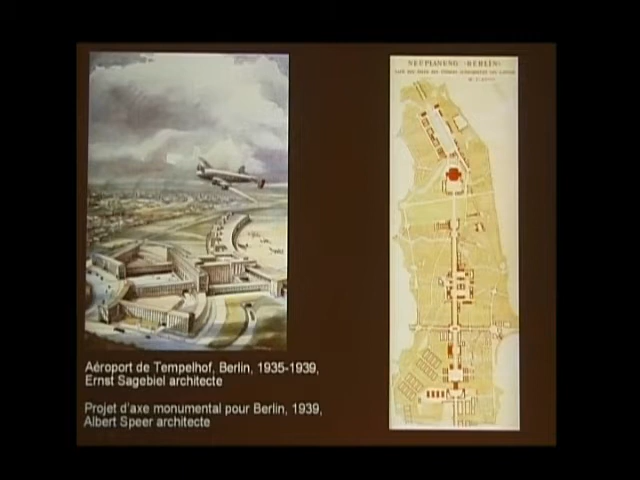 Aéroport de Tempelhof, Berlin, 1935-1939,
Ernst Sagebiel architecte
Projet d'axe monumental pour Berlin, 1939,
Albert Speer architecte
NEUPLANUNG BERLIN